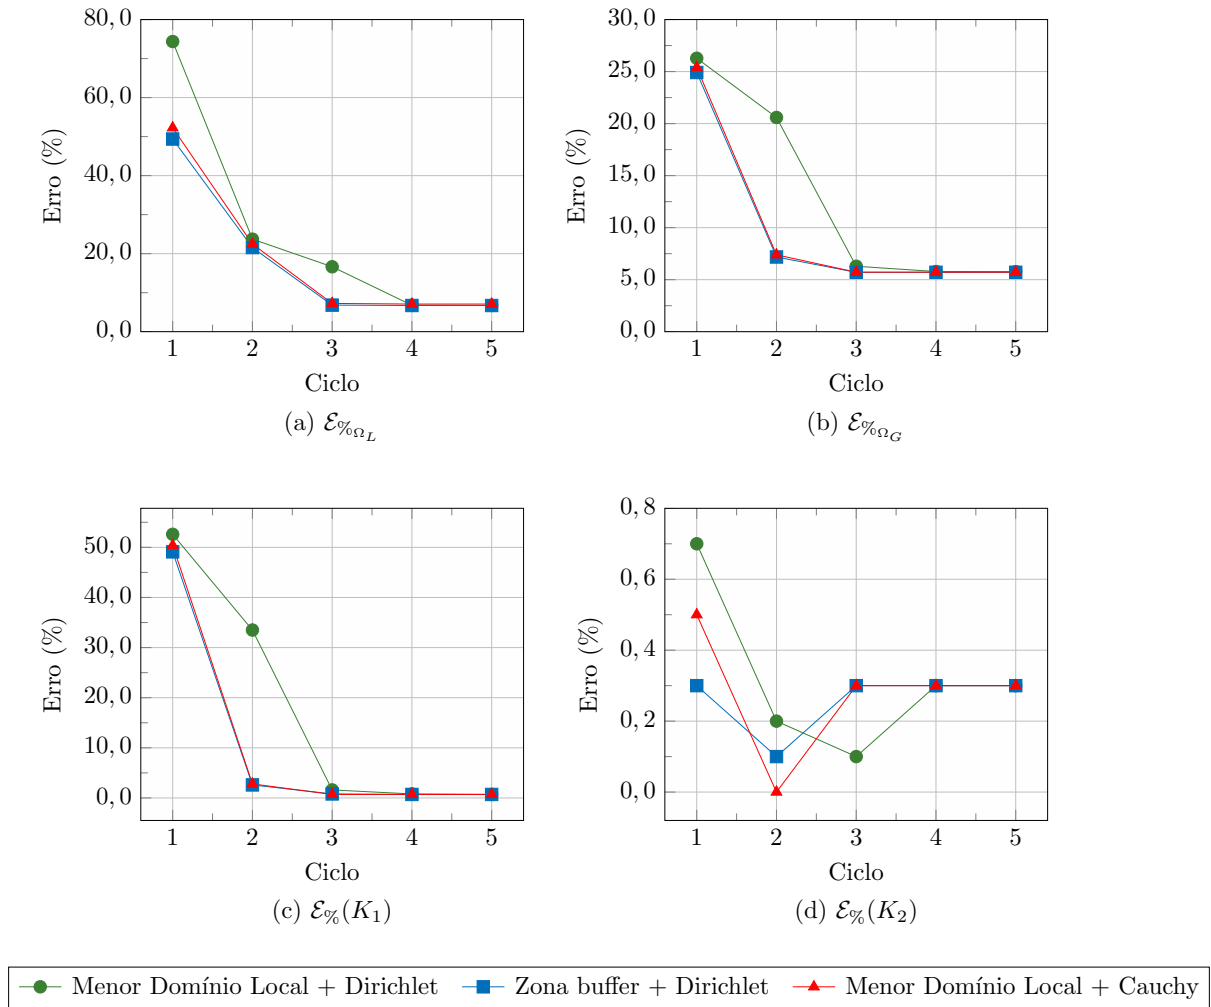 80, 0
60, 0
40, 0
20, 0
0, 0
Erro (%)
1 2 3 4 5
Ciclo
(a) ℰ%Ω_L
30, 0
25, 0
20, 0
15, 0
10, 0
5, 0
0, 0
Erro (%)
1 2 3 4 5
Ciclo
(b) ℰ%Ω_G
50, 0
40, 0
30, 0
20, 0
10, 0
0, 0
Erro (%)
1 2 3 4 5
Ciclo
(c) ℰ%(K₁)
0, 8
0, 6
0, 4
0, 2
0, 0
Erro (%)
1 2 3 4 5
Ciclo
(d) ℰ%(K₂)
Menor Domínio Local + Dirichlet Zona buffer + Dirichlet Menor Domínio Local + Cauchy